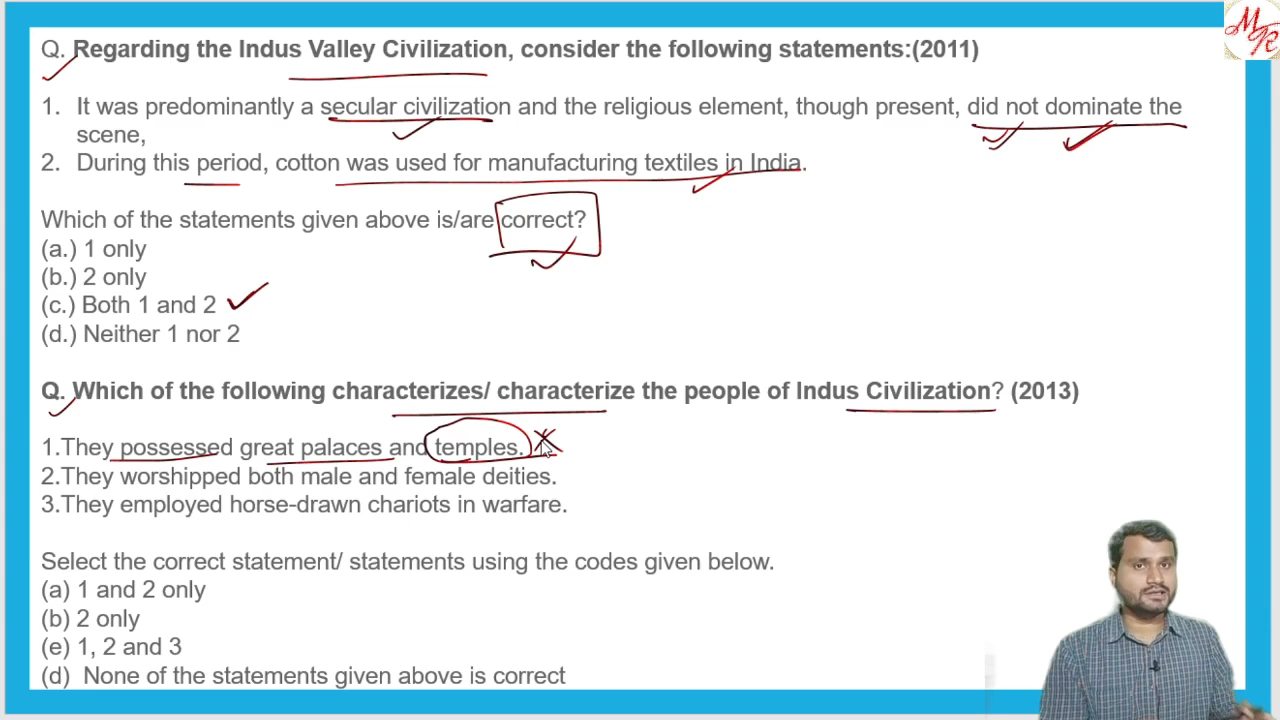 Q. Regarding the Indus Valley Civilization, consider the following statements:(2011)
1. It was predominantly a secular civilization and the religious element, though present, did not dominate the
scene,
2. During this period, cotton was used for manufacturing textiles in India.
Which of the statements given above is/are correct?
(a.) 1 only
(b.) 2 only
(c.) Both 1 and 2
(d.) Neither 1 nor 2
Q. Which of the following characterizes/ characterize the people of Indus Civilization? (2013)
1.They possessed great palaces and temples.
2.They worshipped both male and female deities.
3.They employed horse-drawn chariots in warfare.
Select the correct statement/ statements using the codes given below.
(a) 1 and 2 only
(b) 2 only
(e) 1, 2 and 3
(d) None of the statements given above is correct